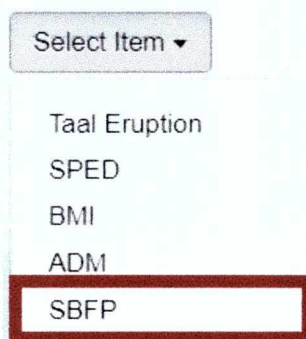 Select Item
Taal Eruption
SPED
BMI
ADM
SBFP